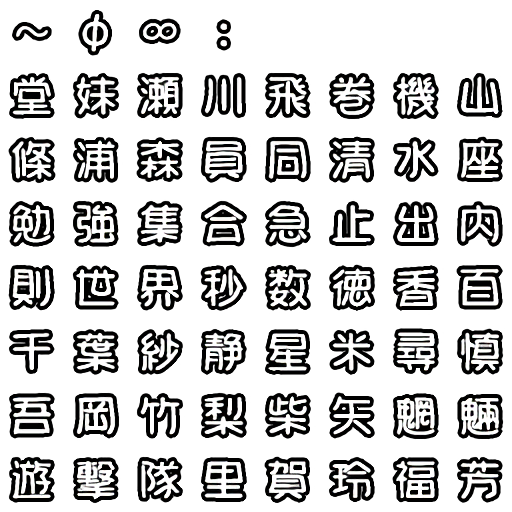 ～ φ ∞ :
堂 妹 瀬 川 飛 巻 機 山
條 浦 森 員 同 清 水 座
勉 強 集 合 急 止 出 内
則 世 界 秒 数 徳 香 百
千 葉 紗 静 星 米 尋 慎
吾 岡 竹 梨 柴 矢 魍 魎
遊 撃 隊 里 賀 玲 福 芳